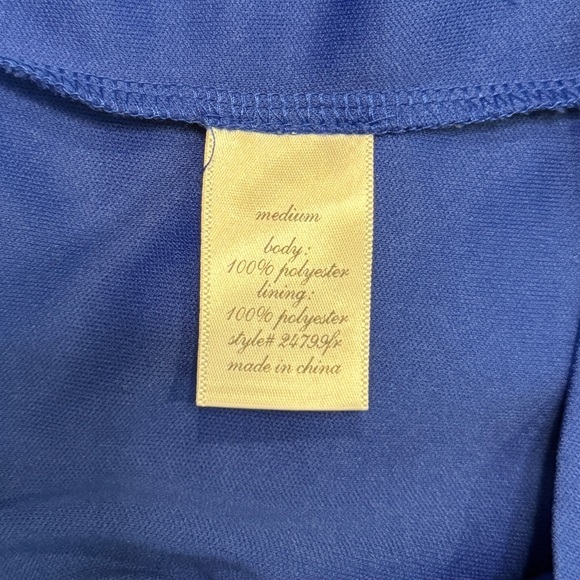 medium
body:
100% polyester
lining:
100% polyester
style# 24799fr
made in china